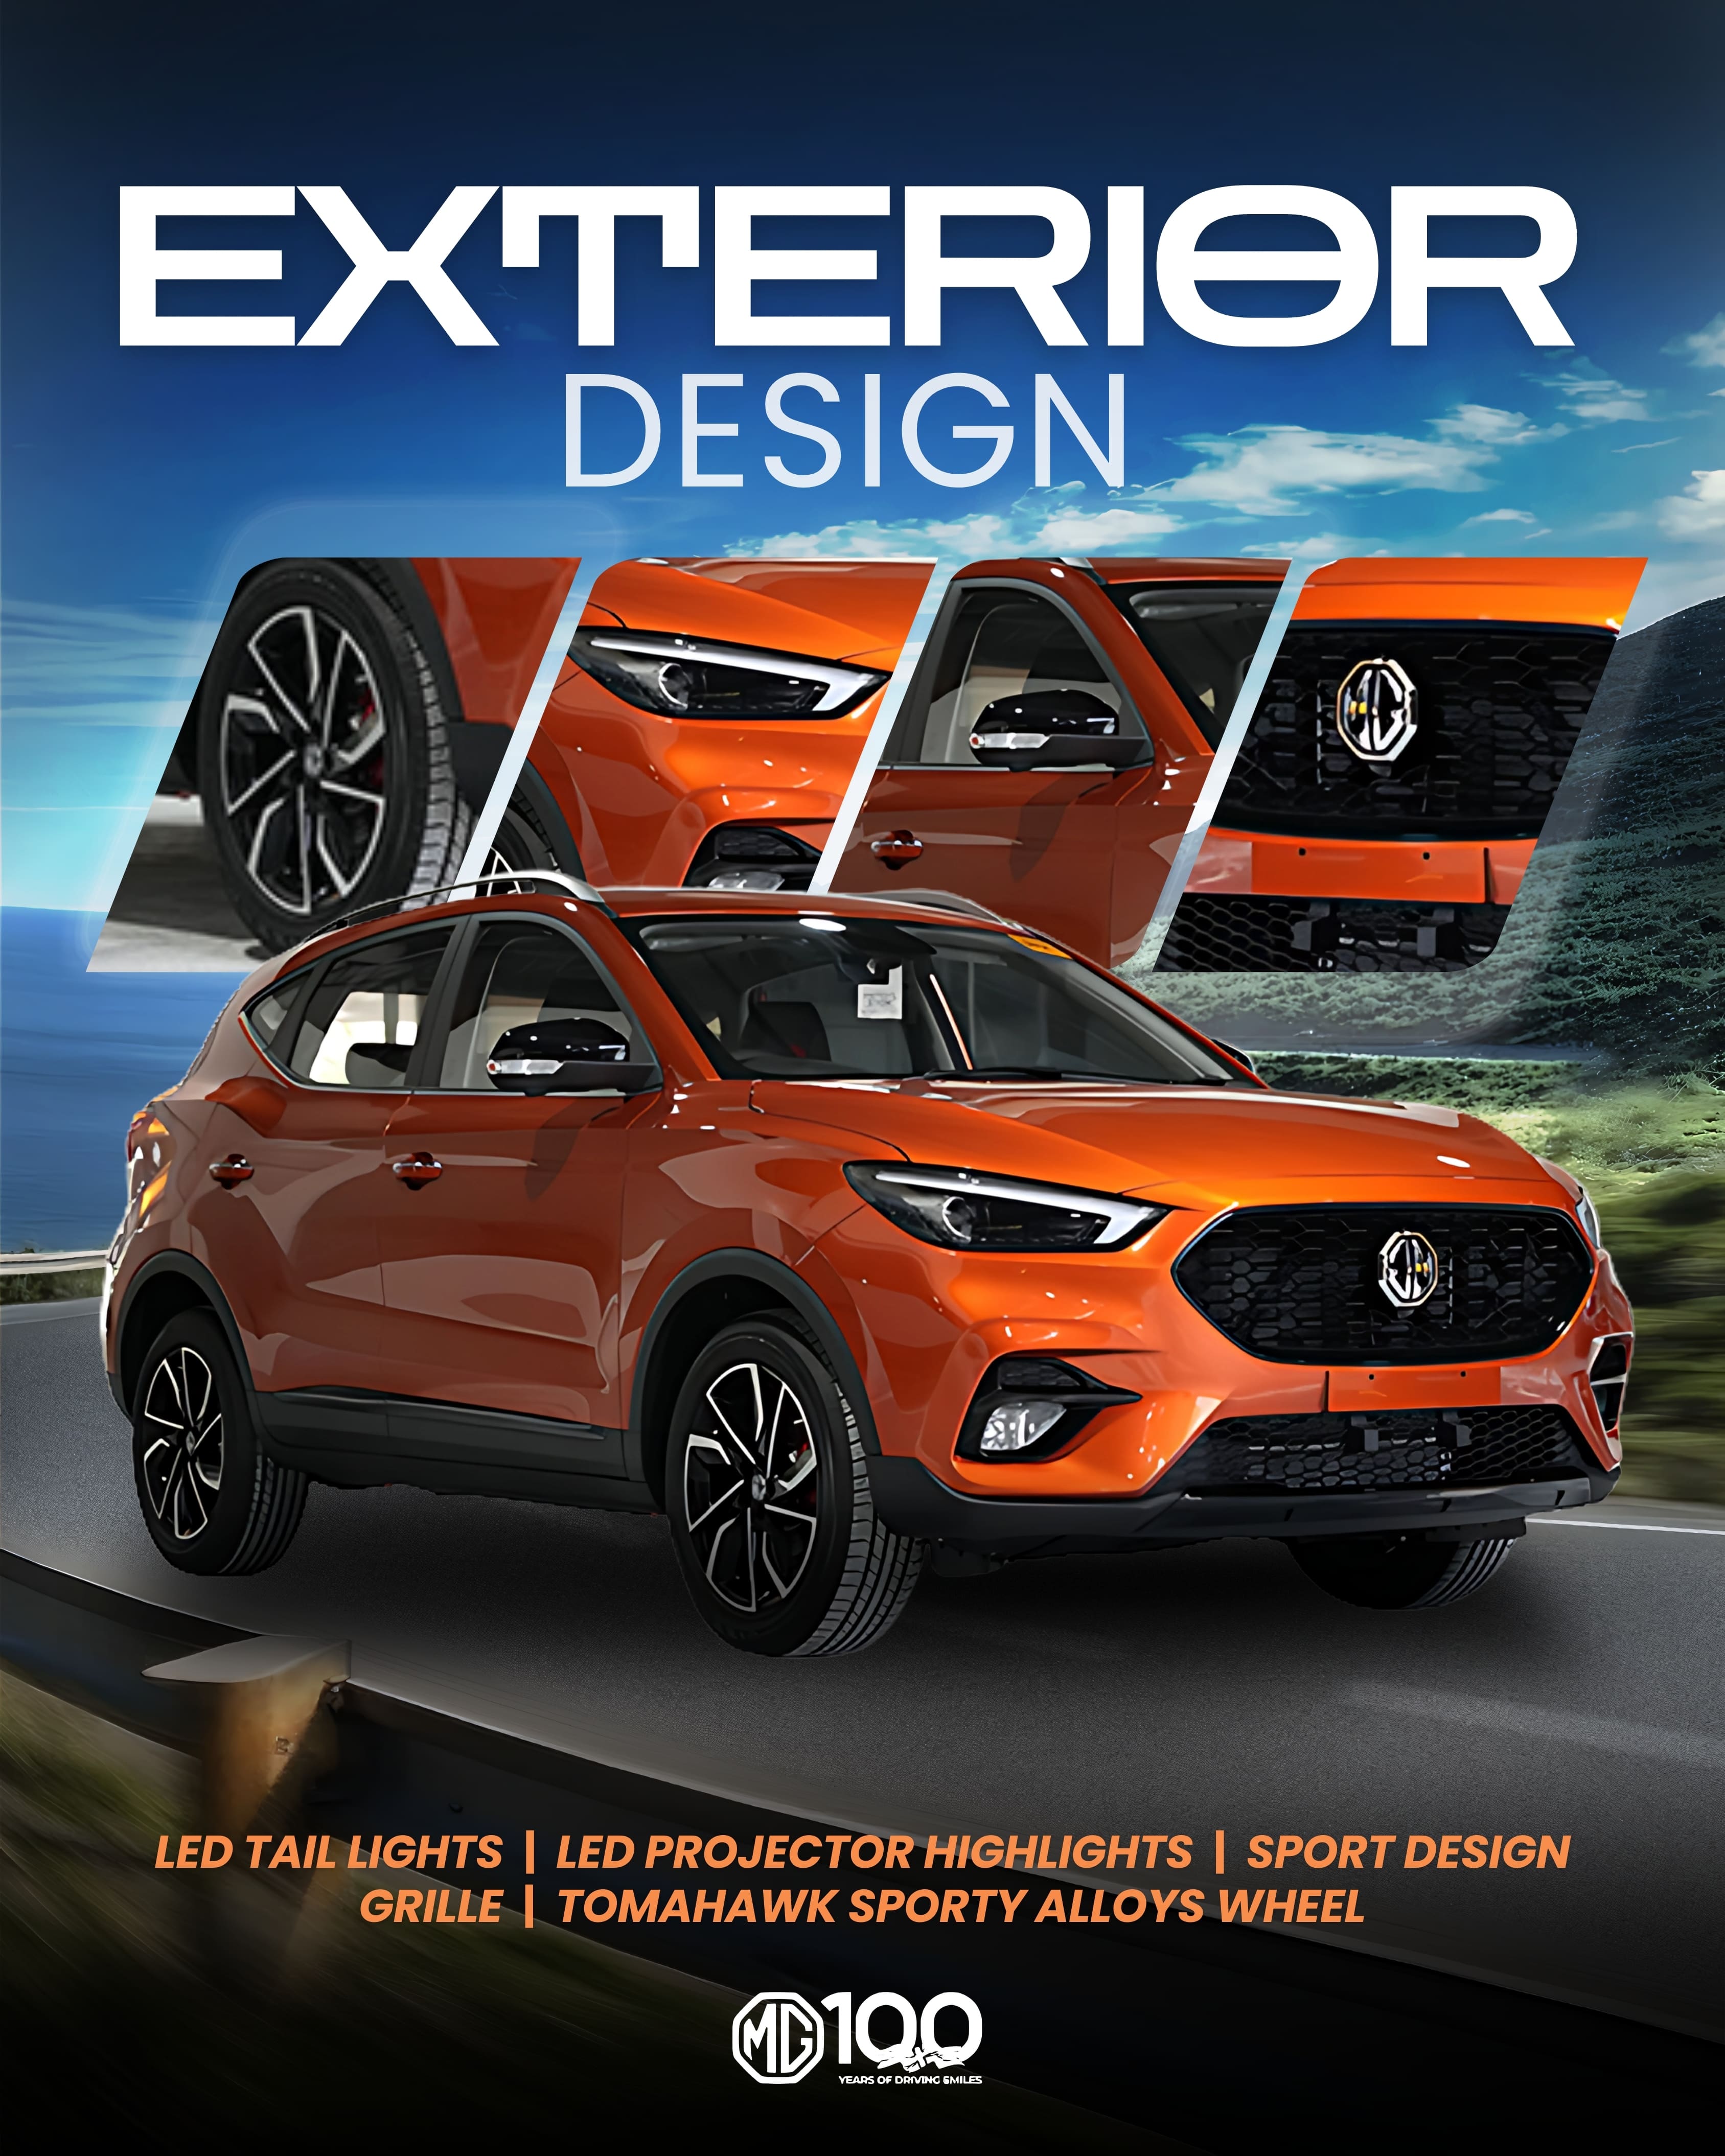 EXTERIOR
DESIGN
LED TAIL LIGHTS | LED PROJECTOR HIGHLIGHTS | SPORT DESIGN
GRILLE | TOMAHAWK SPORTY ALLOYS WHEEL
MG 100
YEARS OF DRIVING SMILES